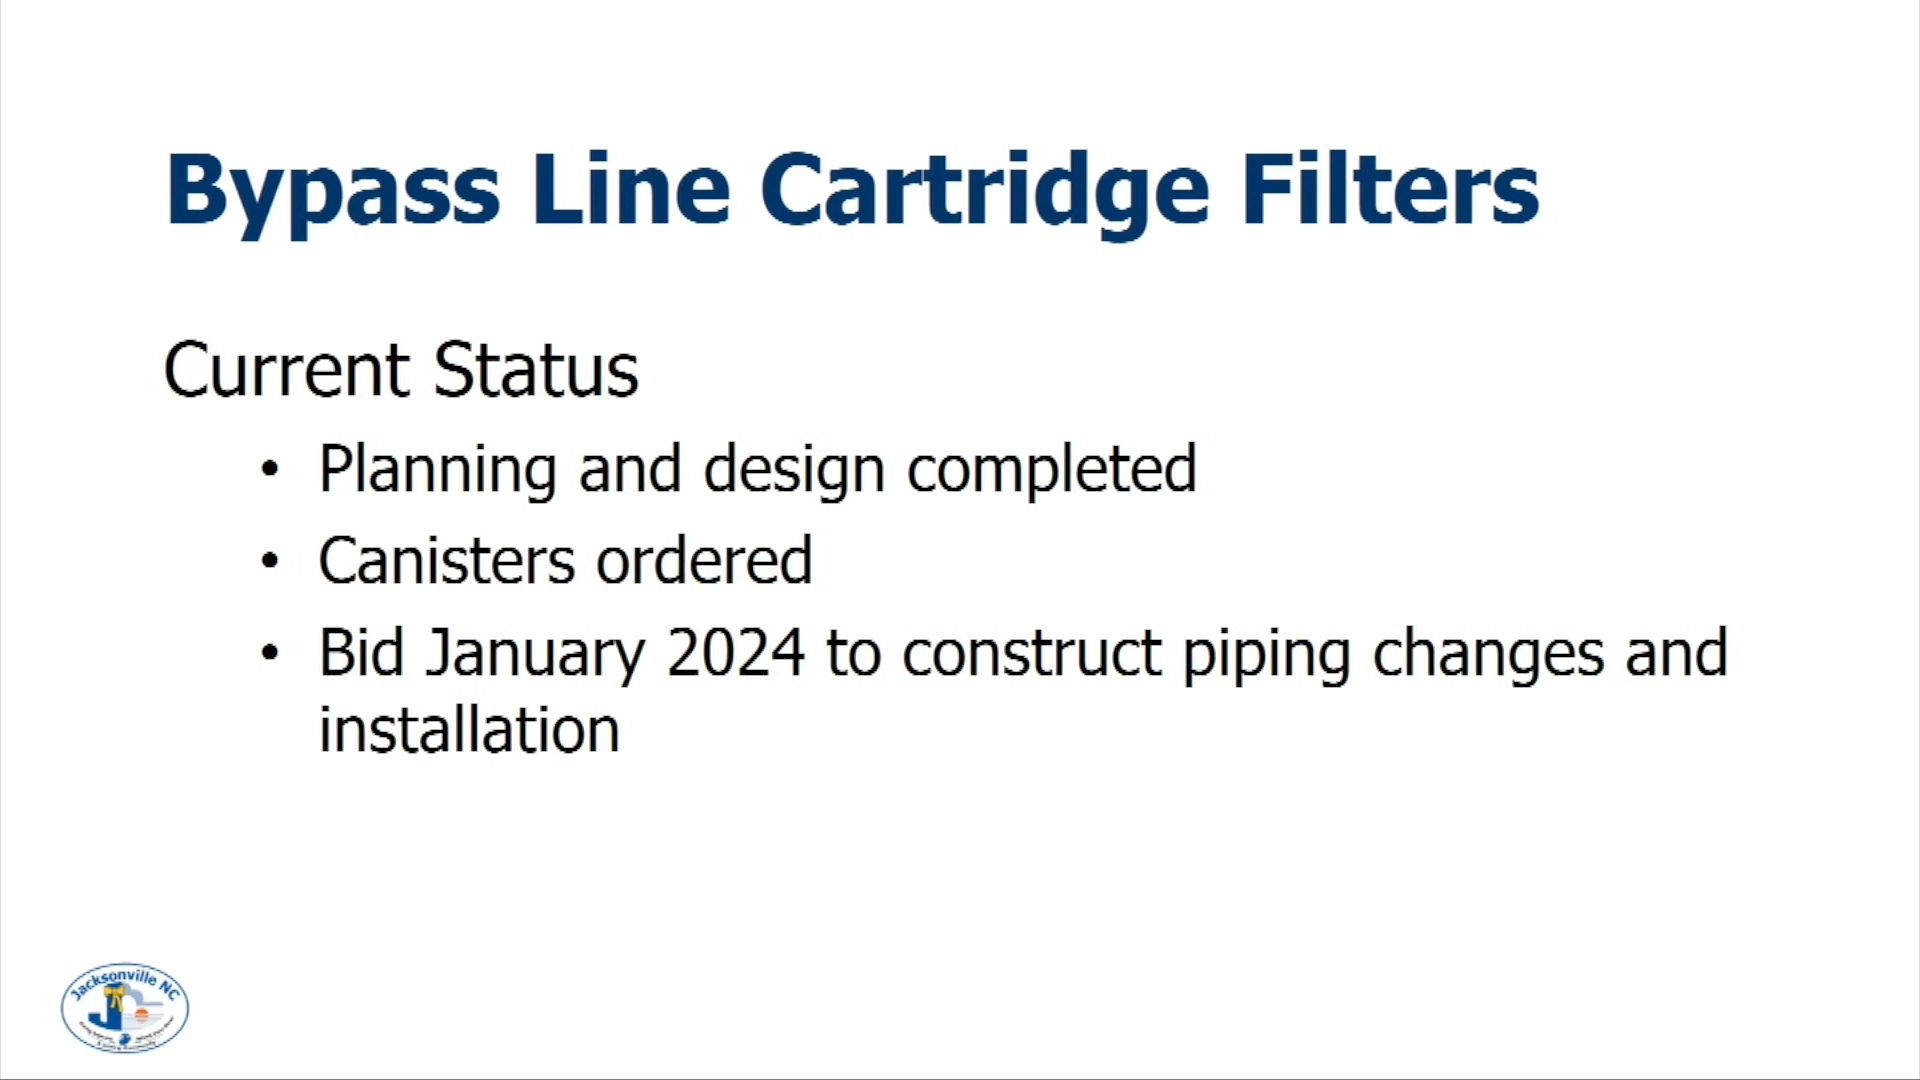 Bypass Line Cartridge Filters
Current Status
• Planning and design completed
• Canisters ordered
• Bid January 2024 to construct piping changes and
installation
Jacksonville NC